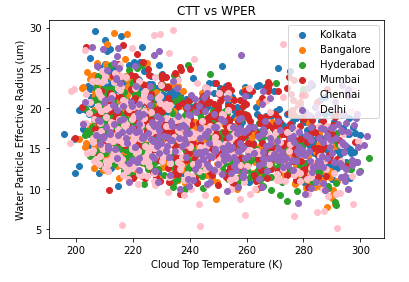 CTT vs WPER
Kolkata
Bangalore
Hyderabad
Mumbai
Chennai
Delhi
Water Particle Effective Radius (um)
30
25
20
15
10
5
200
220
240
260
280
300
Cloud Top Temperature (K)